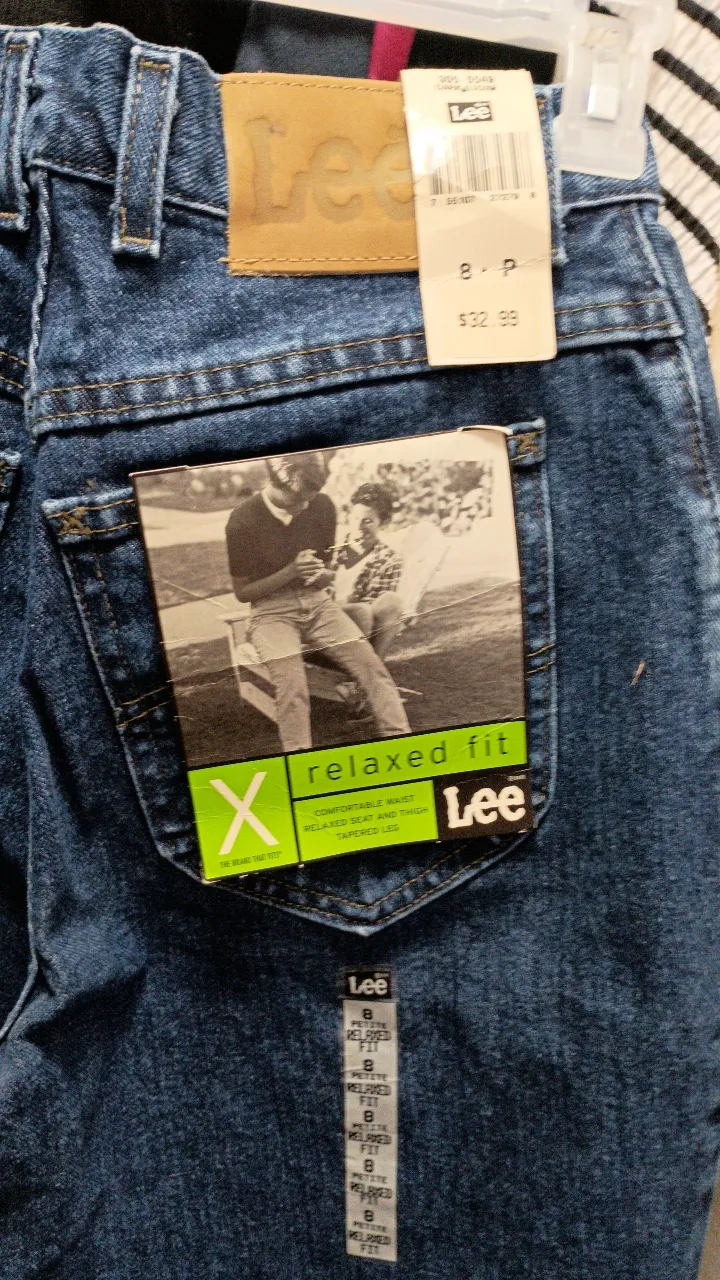 Lee
Lee
8 P
$32.99
relaxed fit
X
THE BRAND THAT FITS
COMFORTABLE WAIST
RELAXED SEAT AND THIGH
TAPERED LEG
Lee
Lee
8
PETITE
RELAXED
FIT
8
PETITE
RELAXED
FIT
8
PETITE
RELAXED
FIT
8
PETITE
RELAXED
FIT
8
PETITE
RELAXED
FIT